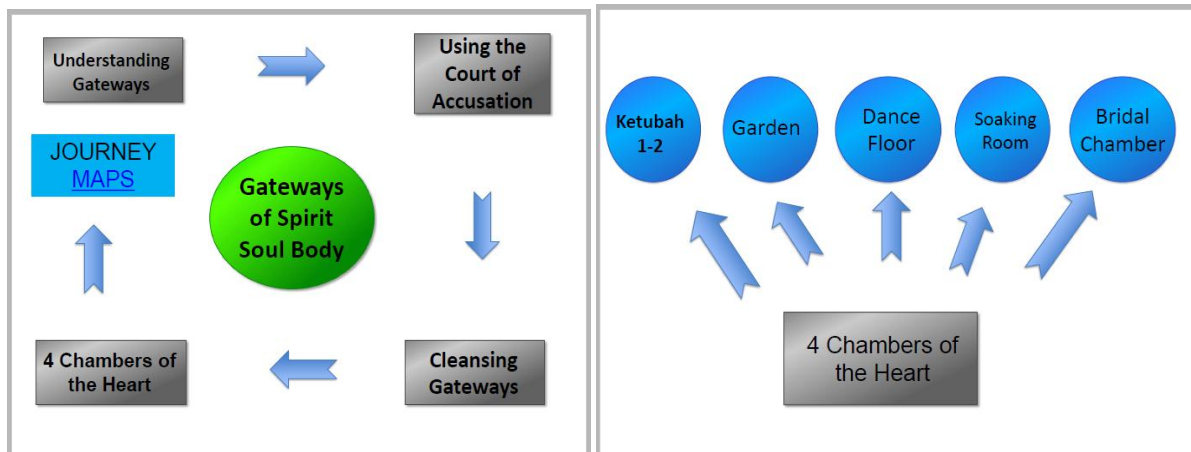 Understanding
Gateways
Using the
Court of
Accusation
JOURNEY
MAPS
Gateways
of Spirit
Soul Body
4 Chambers of
the Heart
Cleansing
Gateways
Ketubah
1-2
Garden
Dance
Floor
Soaking
Room
Bridal
Chamber
4 Chambers of
the Heart